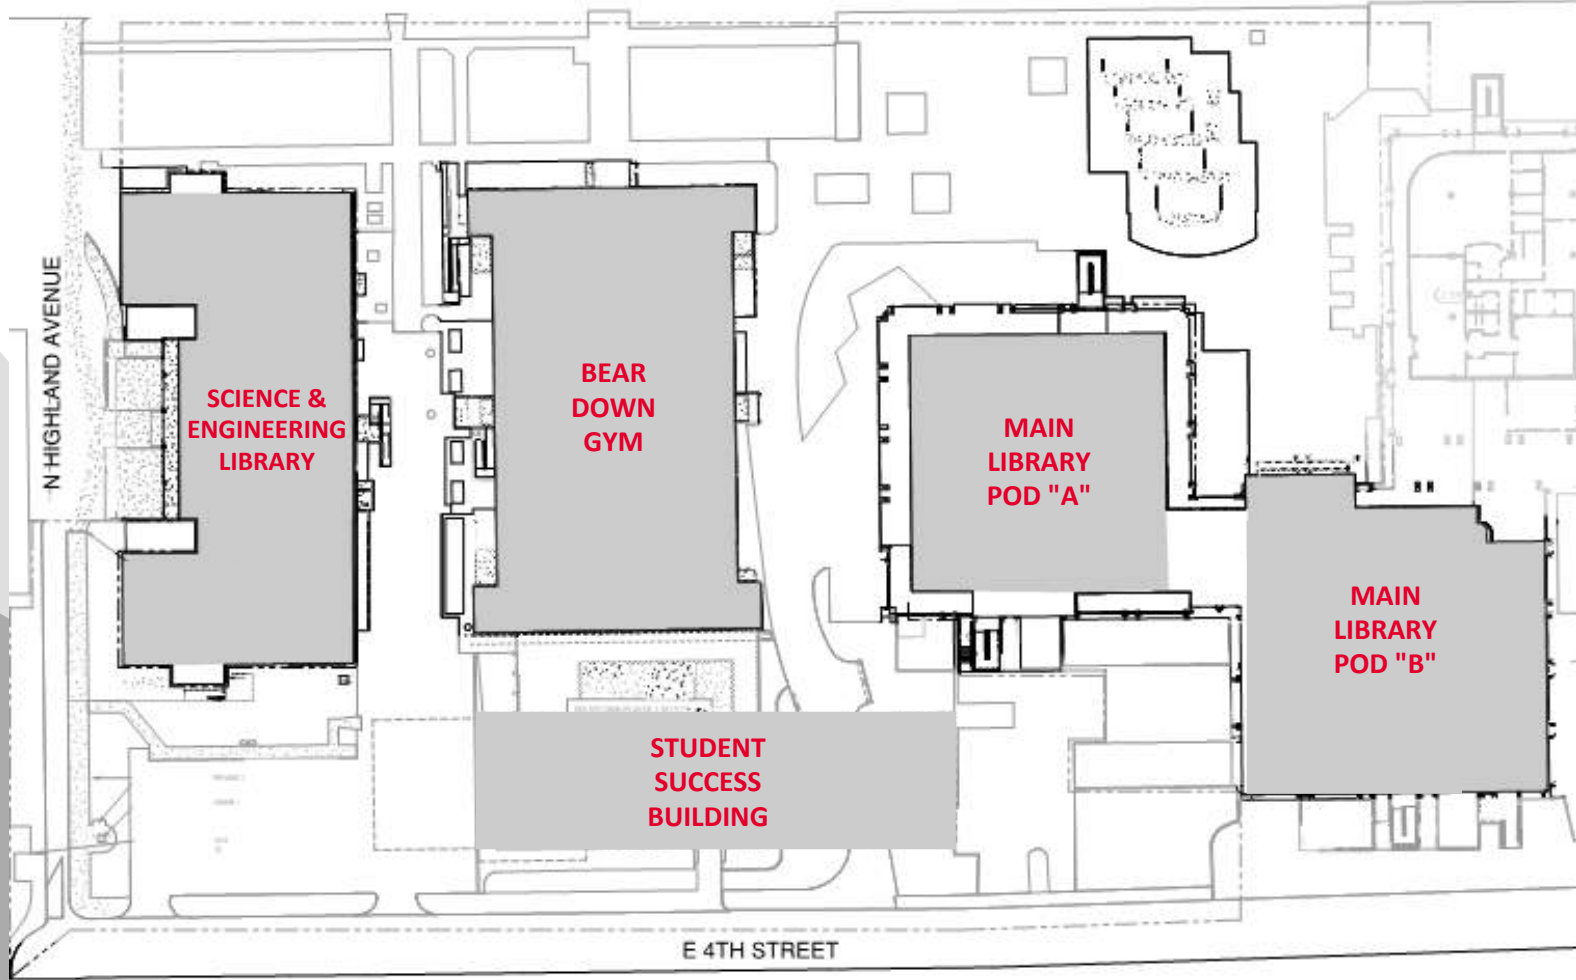 N HIGHLAND AVENUE
SCIENCE &
ENGINEERING
LIBRARY
BEAR
DOWN
GYM
MAIN
LIBRARY
POD "A"
MAIN
LIBRARY
POD "B"
STUDENT
SUCCESS
BUILDING
E 4TH STREET